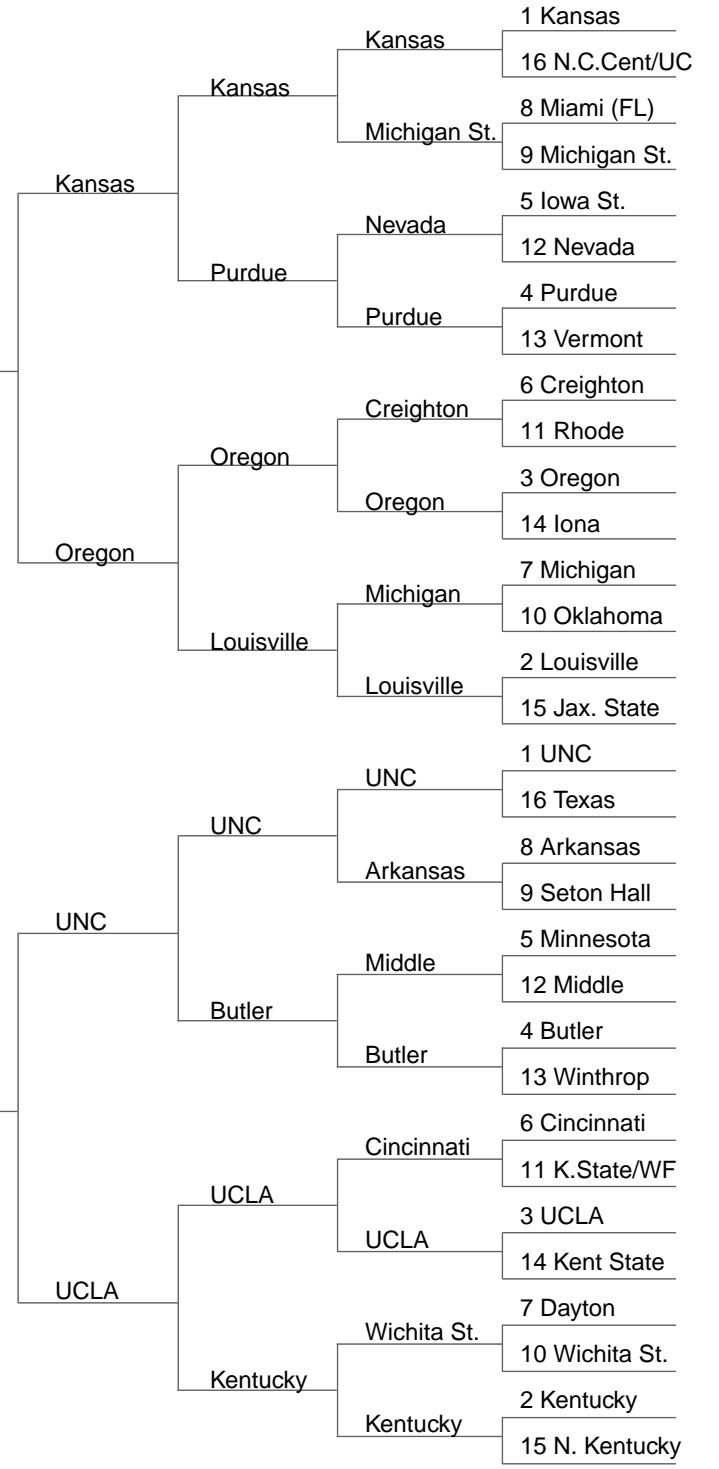 1 Kansas
Kansas
16 N.C.Cent/UC
Kansas
8 Miami (FL)
Michigan St.
9 Michigan St.
Kansas
5 Iowa St.
Nevada
12 Nevada
Purdue
4 Purdue
Purdue
13 Vermont
6 Creighton
Creighton
11 Rhode
Oregon
3 Oregon
Oregon
14 Iona
Oregon
7 Michigan
Michigan
10 Oklahoma
Louisville
2 Louisville
Louisville
15 Jax. State
1 UNC
UNC
16 Texas
UNC
8 Arkansas
Arkansas
9 Seton Hall
UNC
5 Minnesota
Middle
12 Middle
Butler
4 Butler
Butler
13 Winthrop
6 Cincinnati
Cincinnati
11 K.State/WF
UCLA
3 UCLA
UCLA
14 Kent State
UCLA
7 Dayton
Wichita St.
10 Wichita St.
Kentucky
2 Kentucky
Kentucky
15 N. Kentucky